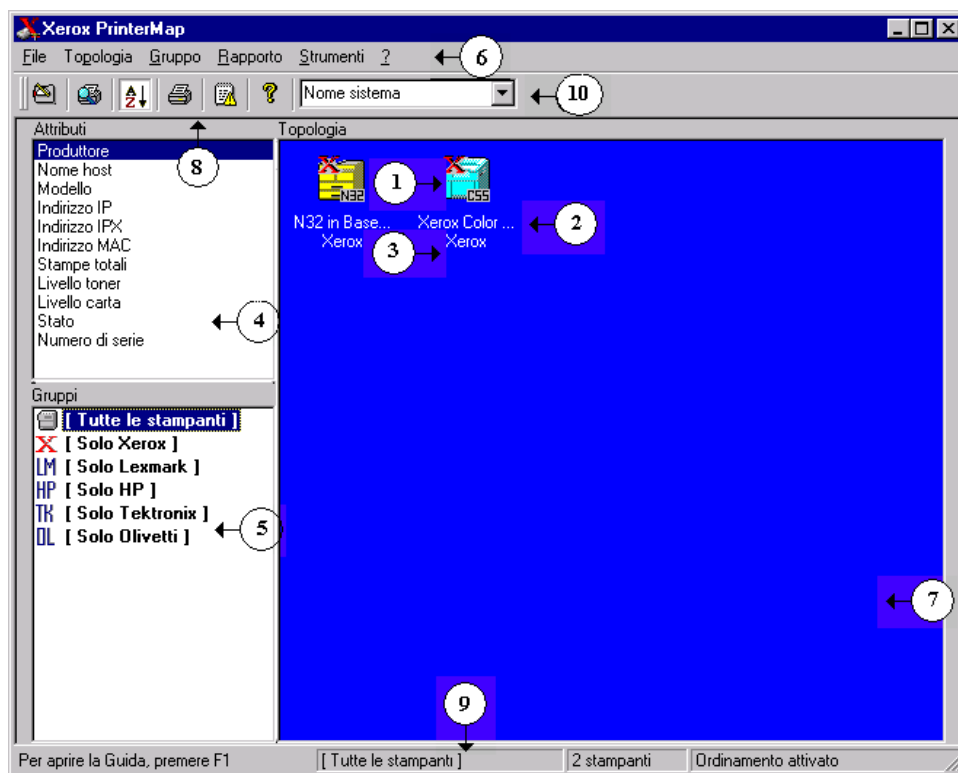 Xerox PrinterMap
File Topologia Gruppo Rapporto Strumenti ?
6
Nome sistema
10
Attributi
Topologia
8
Produttore
Nome host
Modello
Indirizzo IP
Indirizzo IPX
Indirizzo MAC
Stampe totali
Livello toner
Livello carta
Stato
Numero di serie
4
N32
1
C55
N32 in Base...
Xerox
Xerox Color ...
Xerox
2
3
Gruppi
[ Tutte le stampanti ]
X [ Solo Xerox ]
LM [ Solo Lexmark ]
HP [ Solo HP ]
TK [ Solo Tektronix ]
OL [ Solo Olivetti ]
5
7
9
Per aprire la Guida, premere F1
[ Tutte le stampanti ]
2 stampanti
Ordinamento attivato